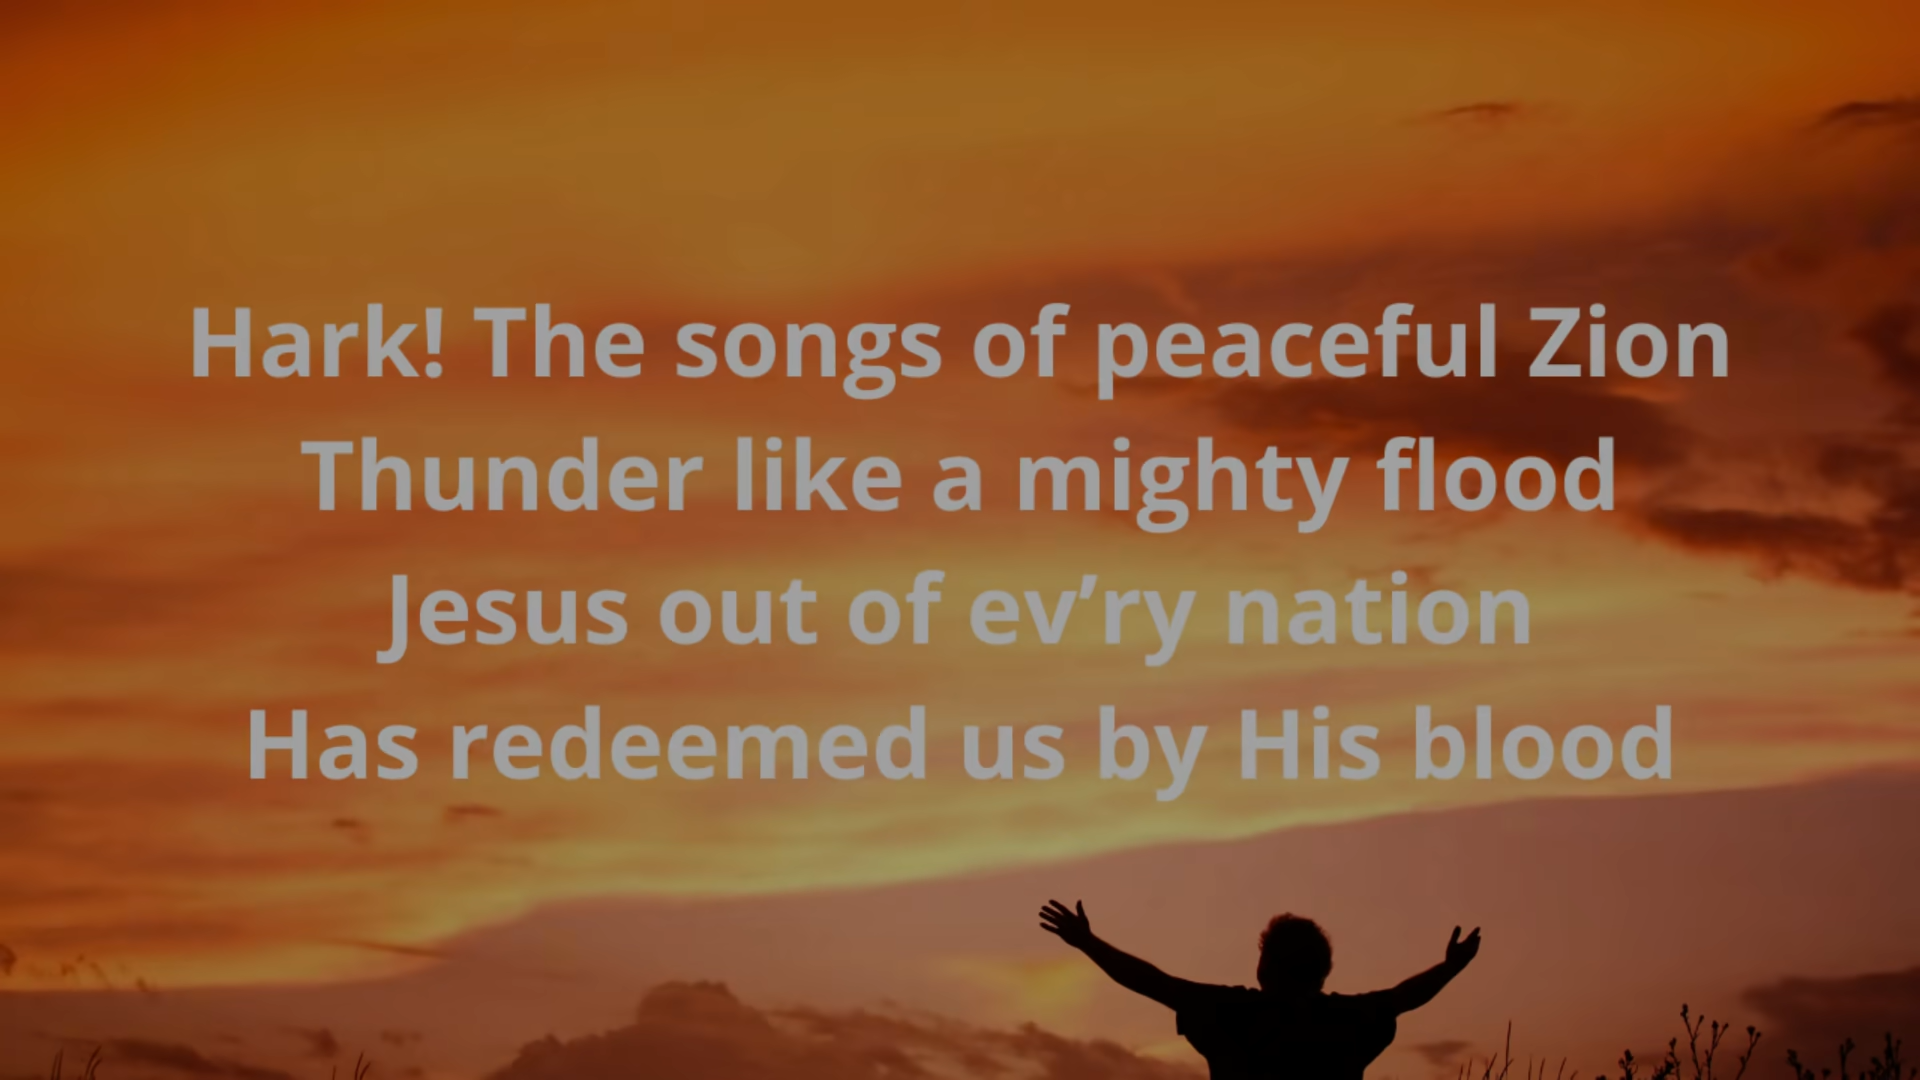 Hark! The songs of peaceful Zion
Thunder like a mighty flood
Jesus out of ev’ry nation
Has redeemed us by His blood